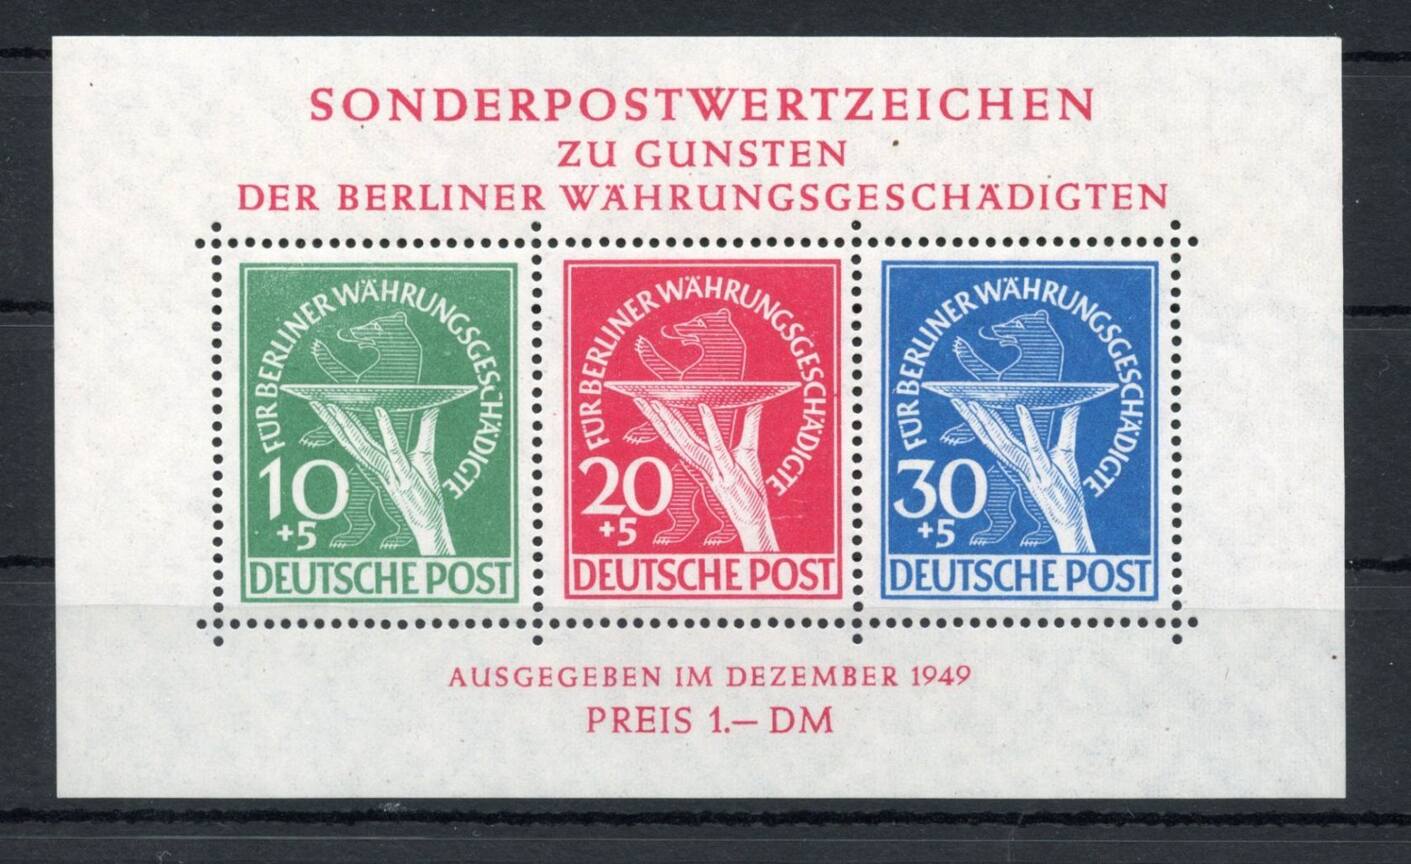 SONDERPOSTWERTZEICHEN
ZU GUNSTEN
DER BERLINER WÄHRUNGSGESCHÄDIGTEN
FÜR BERLINER WÄHRUNGSGESCHÄDIGTE
10
+5
DEUTSCHE POST
FÜR BERLINER WÄHRUNGSGESCHÄDIGTE
20
+5
DEUTSCHE POST
FÜR BERLINER WÄHRUNGSGESCHÄDIGTE
30
+5
DEUTSCHE POST
AUSGEGEBEN IM DEZEMBER 1949
PREIS 1.— DM